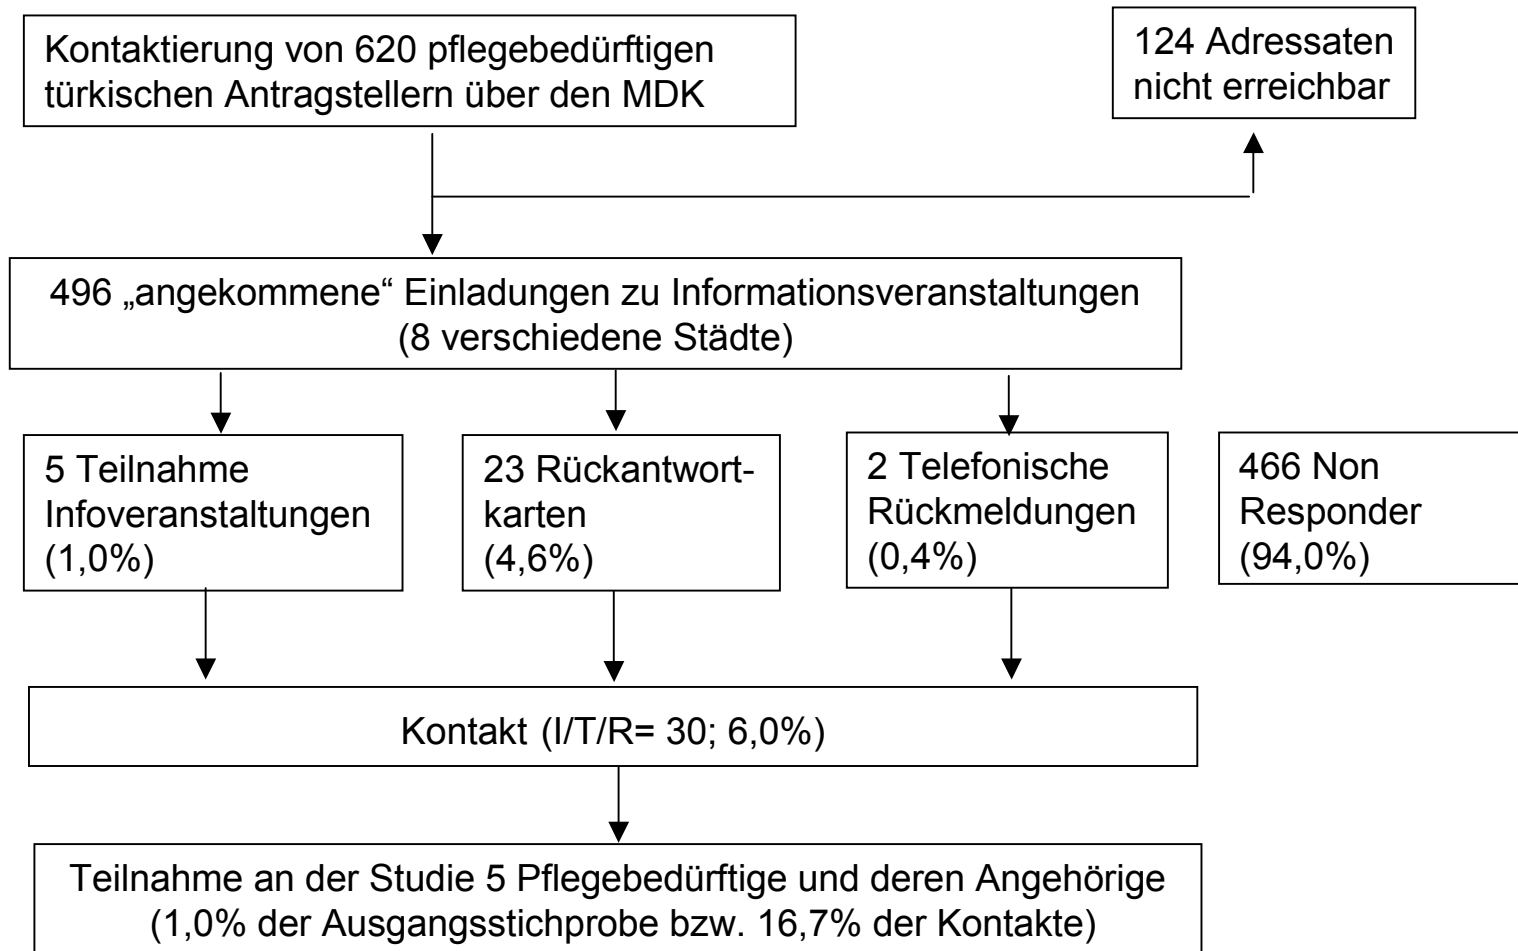 Kontaktierung von 620 pflegebedürftigen
türkischen Antragstellern über den MDK
124 Adressaten
nicht erreichbar
496 „angekommene“ Einladungen zu Informationsveranstaltungen
(8 verschiedene Städte)
5 Teilnahme
Infoveranstaltungen
(1,0%)
23 Rückantwort-
karten
(4,6%)
2 Telefonische
Rückmeldungen
(0,4%)
466 Non
Responder
(94,0%)
Kontakt (I/T/R= 30; 6,0%)
Teilnahme an der Studie 5 Pflegebedürftige und deren Angehörige
(1,0% der Ausgangsstichprobe bzw. 16,7% der Kontakte)